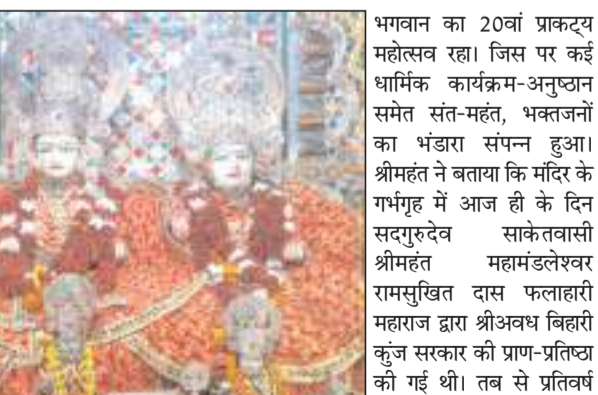 भगवान का 20वां प्राकट्य
महोत्सव रहा। जिस पर कई
धार्मिक कार्यक्रम-अनुष्ठान
समेत संत-महंत, भक्तजनों
का भंडारा संपन्न हुआ।
श्रीमहंत ने बताया कि मंदिर के
गर्भगृह में आज ही के दिन
सदगुरुदेव साकेतवासी
श्रीमहंत महामंडलेश्वर
रामसुखित दास फलाहारी
महाराज द्वारा श्रीअवध बिहारी
कुंज सरकार की प्राण-प्रतिष्ठा
की गई थी। तब से प्रतिवर्ष